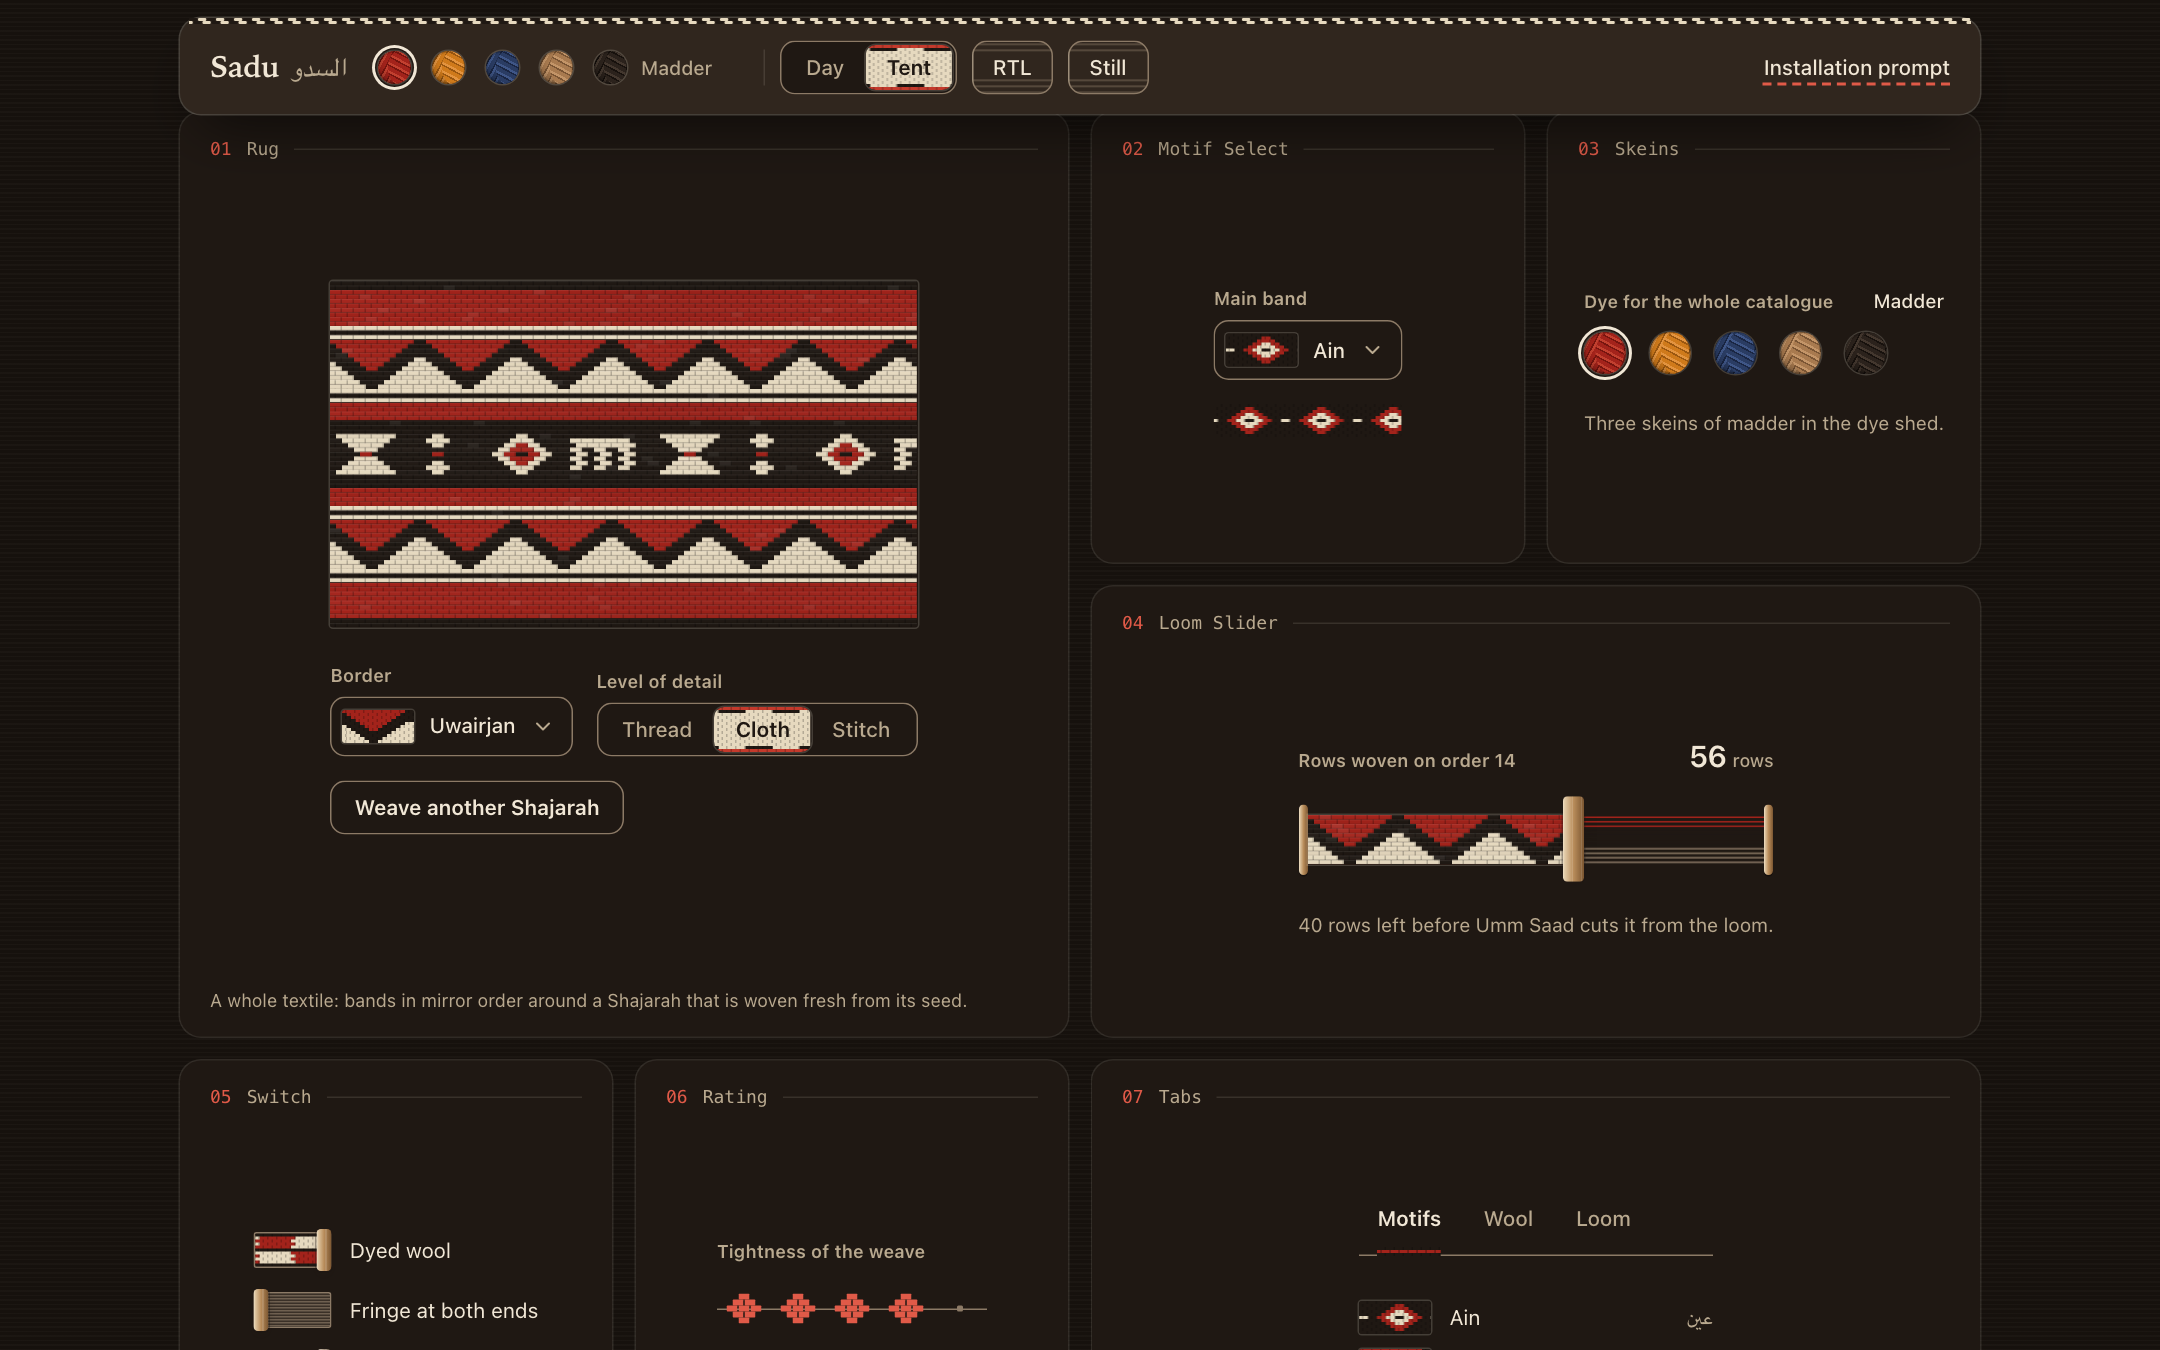 Sadu السدو
Madder
Day
Tent
RTL
Still
Installation prompt
01 Rug
Border
Uwairjan
Level of detail
Thread
Cloth
Stitch
Weave another Shajarah
A whole textile: bands in mirror order around a Shajarah that is woven fresh from its seed.
02 Motif Select
Main band
Ain
03 Skeins
Dye for the whole catalogue
Madder
Three skeins of madder in the dye shed.
04 Loom Slider
Rows woven on order 14
56 rows
40 rows left before Umm Saad cuts it from the loom.
05 Switch
Dyed wool
Fringe at both ends
06 Rating
Tightness of the weave
07 Tabs
Motifs
Wool
Loom
Ain
عين